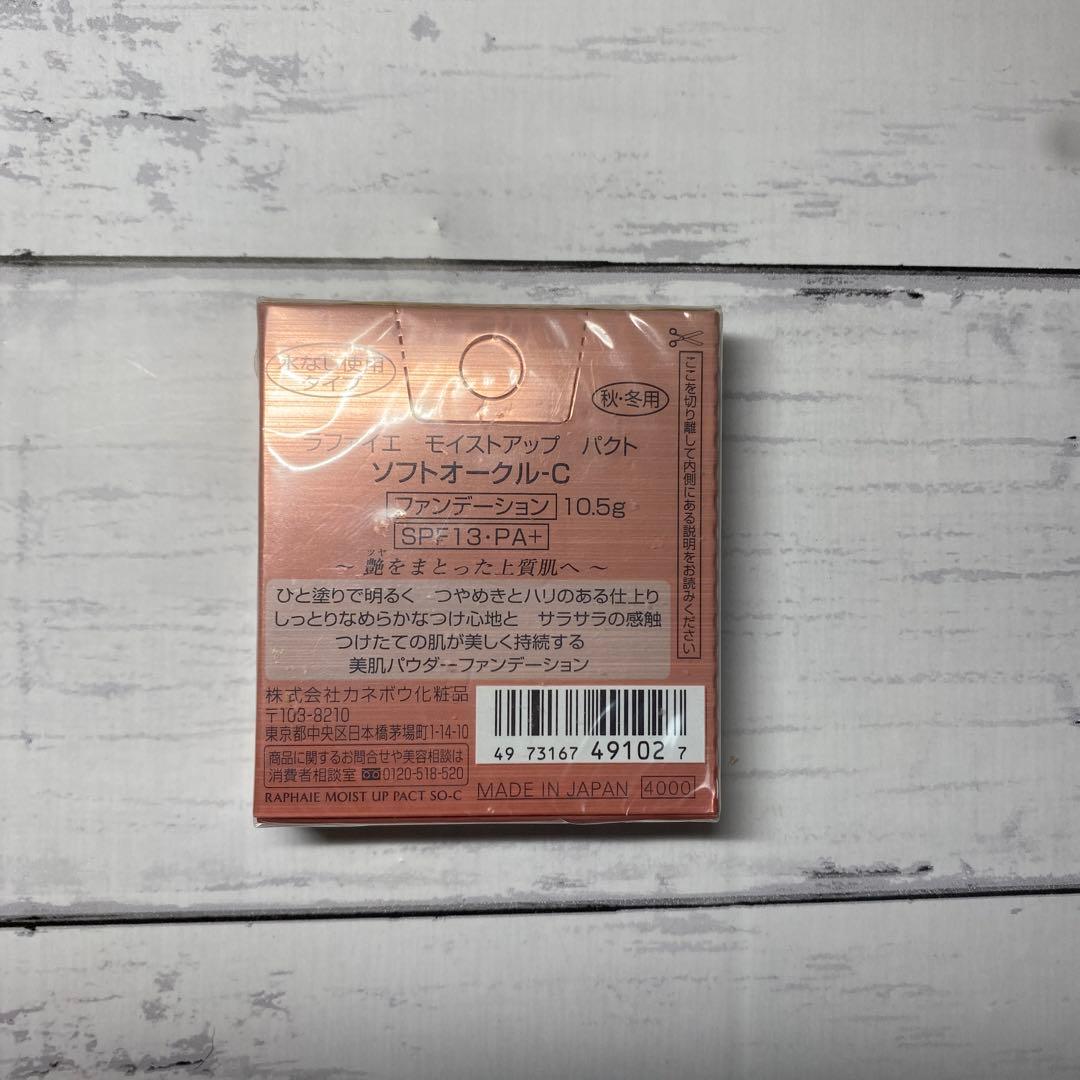 水なし使用
タイプ
秋・冬用
ラファイエ モイストアップ パクト
ソフトオークル-C
ファンデーション 10.5g
SPF13・PA+
ツヤ
～ 艶をまとった上質肌へ ～
ひと塗りで明るく つやめきとハリのある仕上り
しっとりなめらかなつけ心地と サラサラの感触
つけたての肌が美しく持続する
美肌パウダーファンデーション
株式会社カネボウ化粧品
〒103-8210
東京都中央区日本橋茅場町1-14-10
商品に関するお問合せや美容相談は
消費者相談室 0120-518-520
RAPHAIE MOIST UP PACT SO-C
49 73167 49102 7
MADE IN JAPAN 4000
ここを切り離して内側にある説明をお読みください